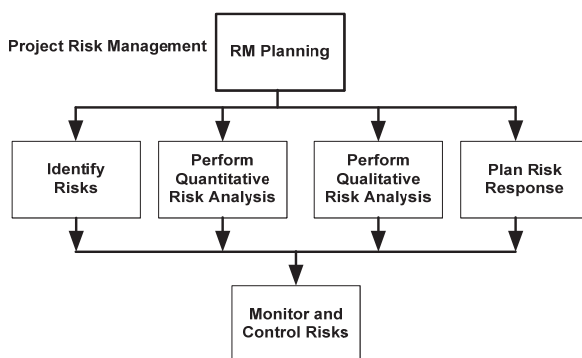 Project Risk Management
RM Planning
Identify
Risks
Perform
Quantitative
Risk Analysis
Perform
Qualitative
Risk Analysis
Plan Risk
Response
Monitor and
Control Risks